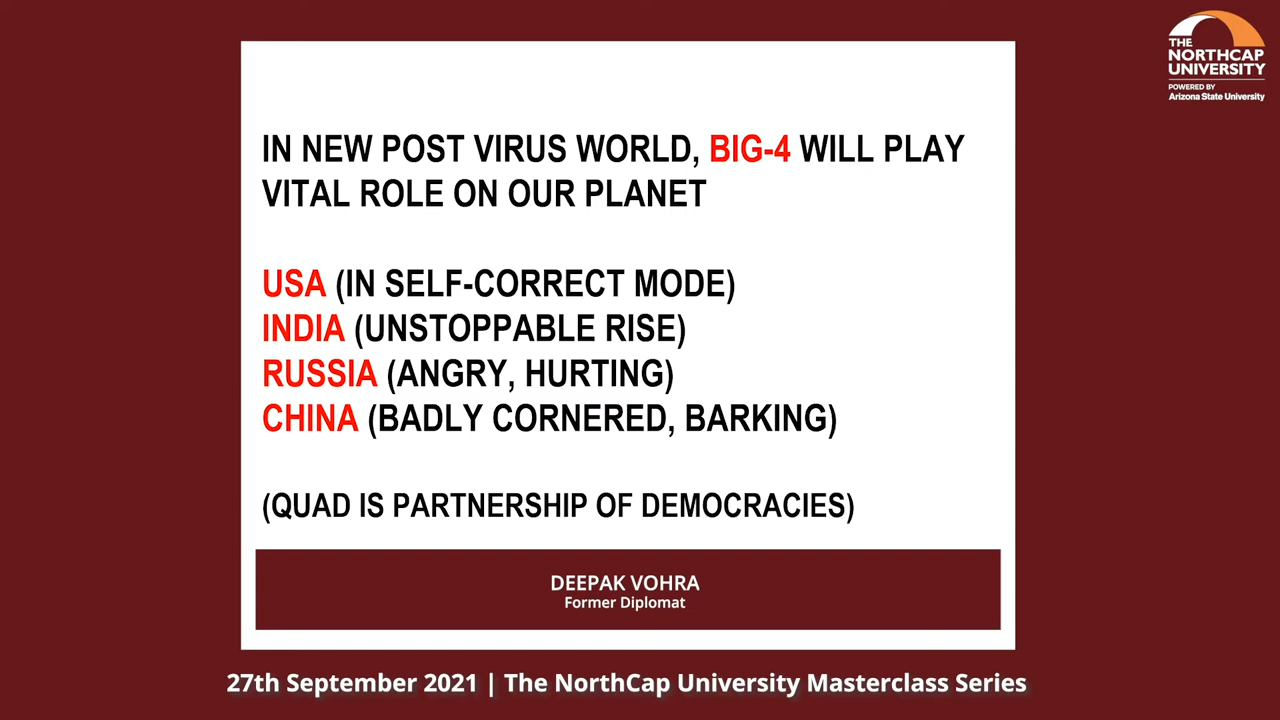 THE
NORTHCAP
UNIVERSITY
POWERED BY
Arizona State University
IN NEW POST VIRUS WORLD, BIG-4 WILL PLAY
VITAL ROLE ON OUR PLANET
USA (IN SELF-CORRECT MODE)
INDIA (UNSTOPPABLE RISE)
RUSSIA (ANGRY, HURTING)
CHINA (BADLY CORNERED, BARKING)
(QUAD IS PARTNERSHIP OF DEMOCRACIES)
DEEPAK VOHRA
Former Diplomat
27th September 2021 | The NorthCap University Masterclass Series